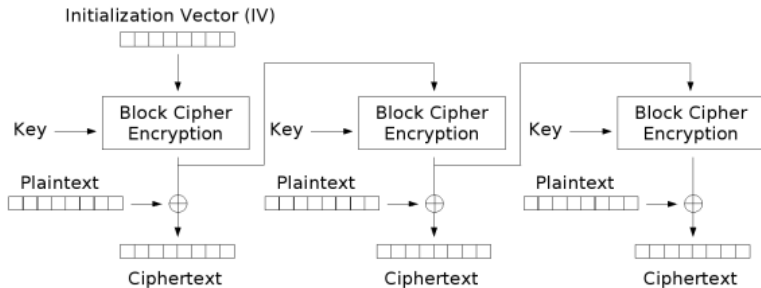 Initialization Vector (IV)
Key
Block Cipher
Encryption
Key
Block Cipher
Encryption
Key
Block Cipher
Encryption
Plaintext
Plaintext
Plaintext
Ciphertext
Ciphertext
Ciphertext